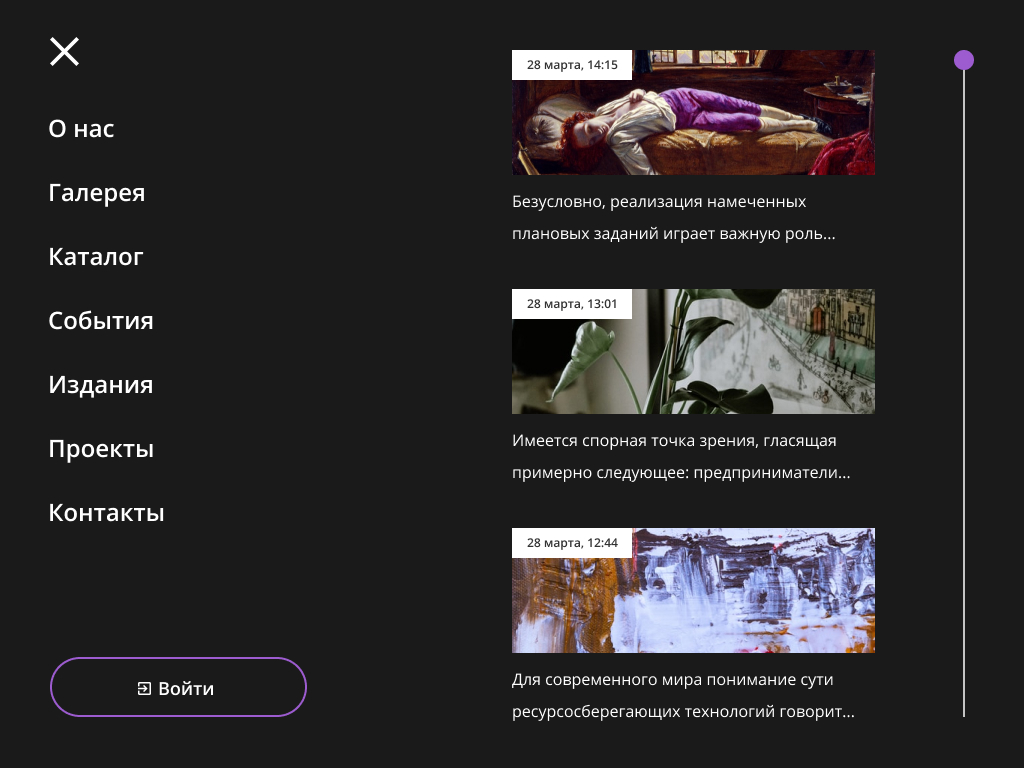 О нас
Галерея
Каталог
События
Издания
Проекты
Контакты
Войти
28 марта, 14:15
Безусловно, реализация намеченных
плановых заданий играет важную роль...
28 марта, 13:01
Имеется спорная точка зрения, гласящая
примерно следующее: предприниматели...
28 марта, 12:44
Для современного мира понимание сути
ресурсосберегающих технологий говорит...